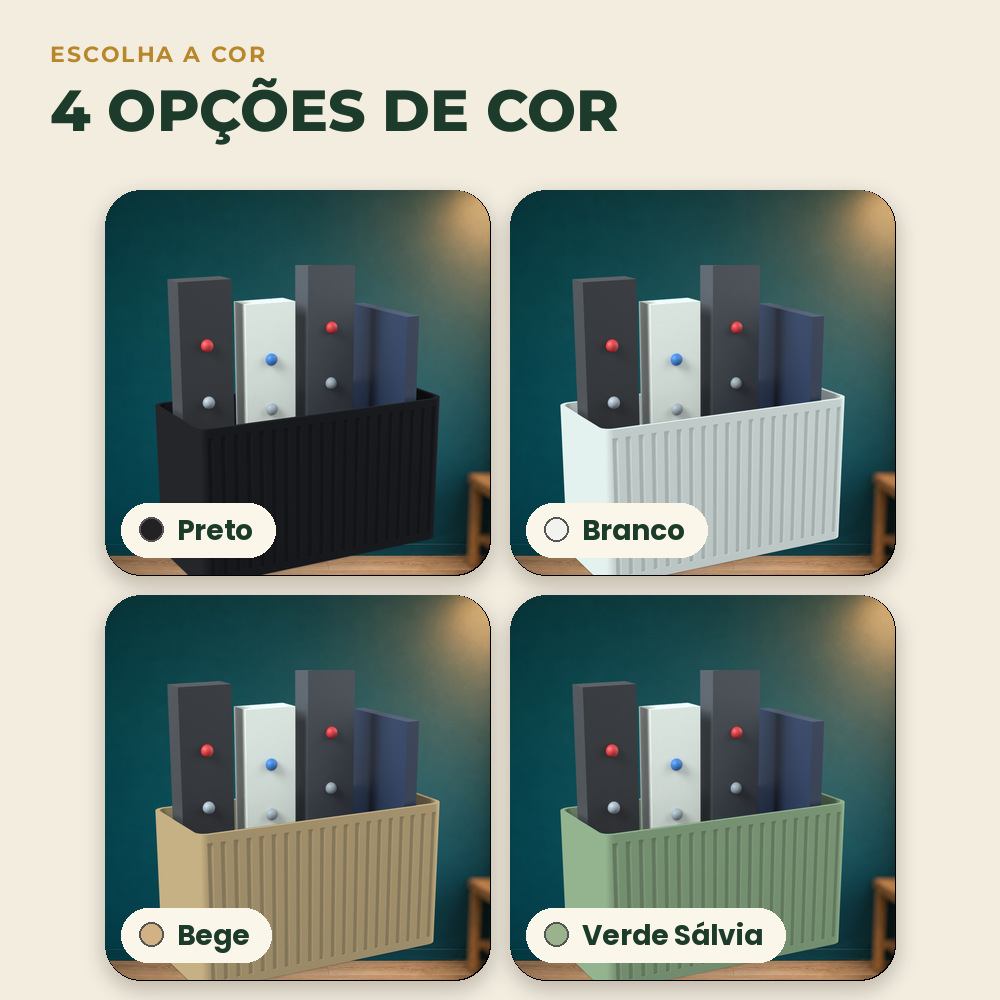 ESCOLHA A COR
4 OPÇÕES DE COR
Preto
Branco
Bege
Verde Sálvia